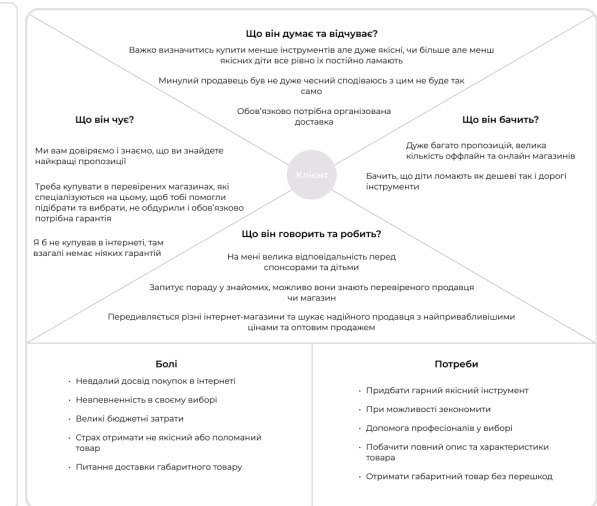 Що він думає та відчуває?
Важко визначитись купити менше інструментів але дуже якісні, чи більше але менш
якісних діти все рівно їх постійно ламають
Минулий продавець був не дуже чесний сподіваюсь з цим не буде так
само
Обов'язково потрібна організована
доставка
Що він чує?
Ми вам довіряємо і знаємо, що ви знайдете
найкращі пропозиції
Треба купувати в перевірених магазинах, які
спеціалізуються на цьому, щоб тобі помогли
підібрати та вибрати, не обдурили і обов'язково
потрібна гарантія
Я б не купував в інтернеті, там
взагалі немає ніяких гарантій
Клієнт
Що він бачить?
Дуже багато пропозицій, велика
кількість оффлайн та онлайн магазинів
Бачить, що діти ломають як дешеві так і дорогі
інструменти
Що він говорить та робить?
На мені велика відповідальність перед
спонсорами та дітьми
Запитує пораду у знайомих, можливо вони знають перевіреного продавця
чи магазин
Передивляється різні інтернет-магазини та шукає надійного продавця з найпривабливішими
цінами та оптовим продажем
Болі
· Невдалий досвід покупок в інтернеті
· Невпевненність в своєму виборі
· Великі бюджетні затрати
· Страх отримати не якісний або поломаний
товар
· Питання доставки габаритного товару
Потреби
· Придбати гарний якісний інструмент
· При можливості зекономити
· Допомога професіоналів у виборі
· Побачити повний опис та характеристики
товара
· Отримати габаритний товар без перешкод